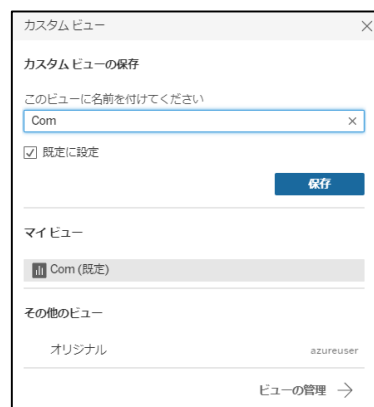 カスタム ビュー
カスタム ビューの保存
このビューに名前を付けてください
Com
既定に設定
保存
マイ ビュー
Com (既定)
その他のビュー
オリジナル azureuser
ビューの管理 →